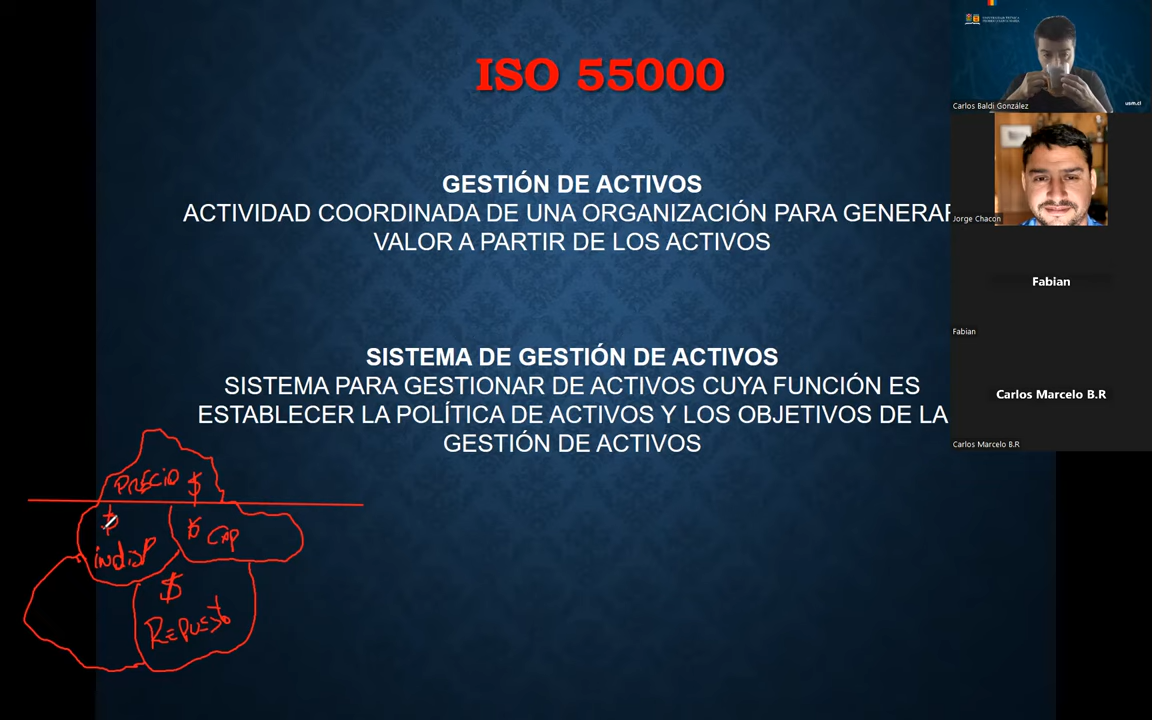 ISO 55000
GESTIÓN DE ACTIVOS
ACTIVIDAD COORDINADA DE UNA ORGANIZACIÓN PARA GENERAR
VALOR A PARTIR DE LOS ACTIVOS
SISTEMA DE GESTIÓN DE ACTIVOS
SISTEMA PARA GESTIONAR DE ACTIVOS CUYA FUNCIÓN ES
ESTABLECER LA POLÍTICA DE ACTIVOS Y LOS OBJETIVOS DE LA
GESTIÓN DE ACTIVOS
PRECIO $
$
indisP
$ CAP
$
REPUESTO
usm.cl
Carlos Baldi González
Jorge Chacon
Fabian
Fabian
Carlos Marcelo B.R
Carlos Marcelo B.R